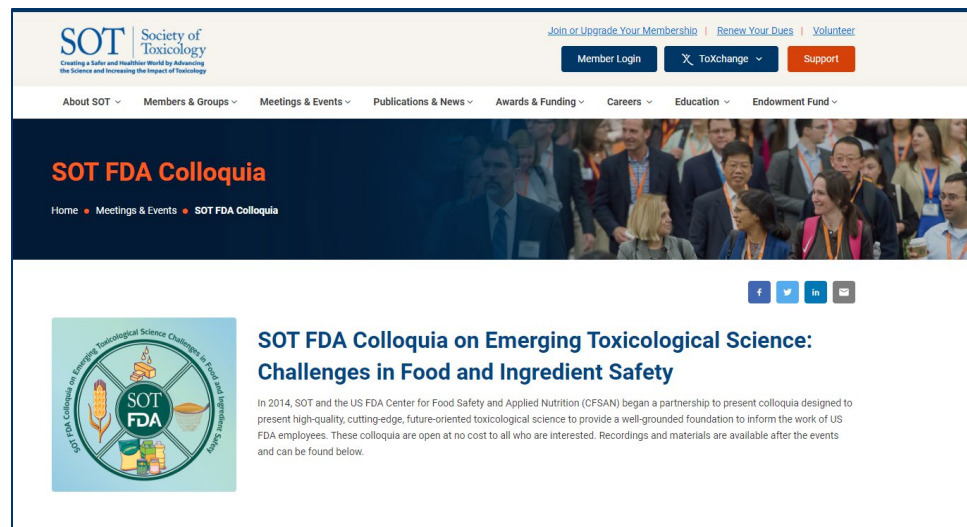 SOT
Society of
Toxicology
Creating a Safer and Healthier World by Advancing
the Science and Increasing the Impact of Toxicology
Join or Upgrade Your Membership | Renew Your Dues | Volunteer
Member Login
ToXchange
Support
About SOT
Members & Groups
Meetings & Events
Publications & News
Awards & Funding
Careers
Education
Endowment Fund
SOT FDA Colloquia
Home • Meetings & Events • SOT FDA Colloquia
f
in
SOT FDA Colloquia on Emerging Toxicological Science Challenges in Food and Ingredient Safety
SOT
FDA
SOT FDA Colloquia on Emerging Toxicological Science:
Challenges in Food and Ingredient Safety
In 2014, SOT and the US FDA Center for Food Safety and Applied Nutrition (CFSAN) began a partnership to present colloquia designed to
present high-quality, cutting-edge, future-oriented toxicological science to provide a well-grounded foundation to inform the work of US
FDA employees. These colloquia are open at no cost to all who are interested. Recordings and materials are available after the events
and can be found below.